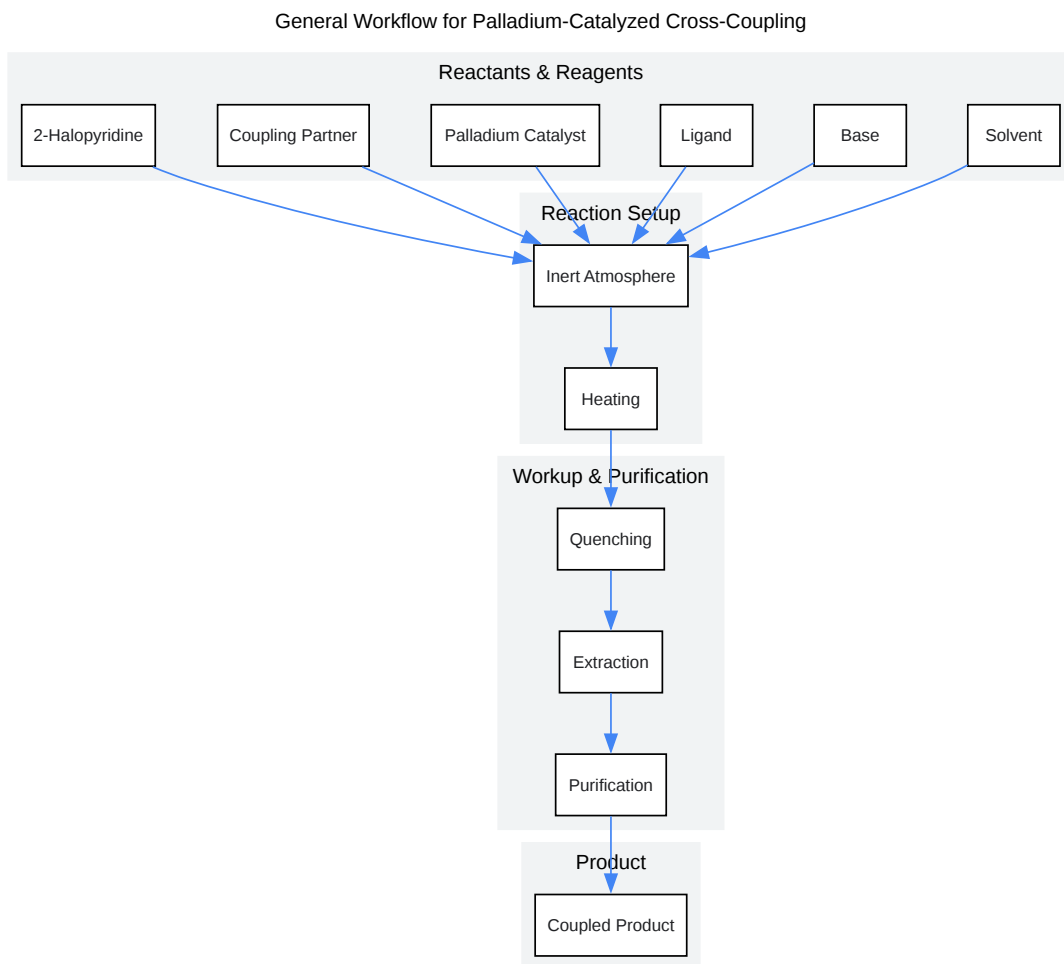 General Workflow for Palladium-Catalyzed Cross-Coupling
Reactants & Reagents
2-Halopyridine
Coupling Partner
Palladium Catalyst
Ligand
Base
Solvent
Reaction Setup
Inert Atmosphere
Heating
Workup & Purification
Quenching
Extraction
Purification
Product
Coupled Product